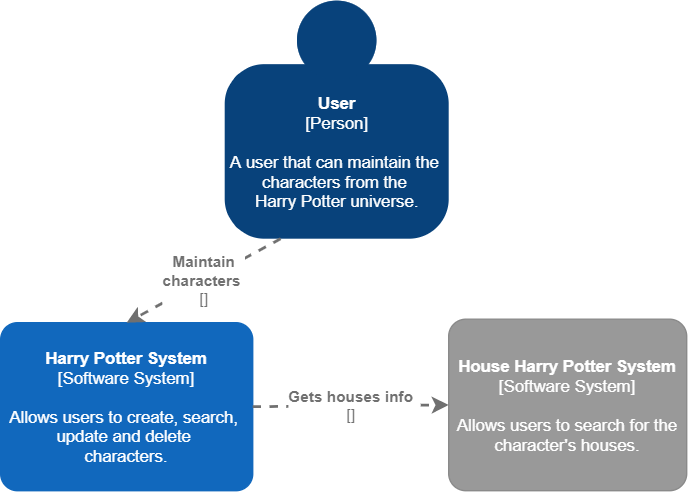 User
[Person]
A user that can maintain the
characters from the
Harry Potter universe.
Maintain
characters
[]
Harry Potter System
[Software System]
Allows users to create, search,
update and delete
characters.
Gets houses info
[]
House Harry Potter System
[Software System]
Allows users to search for the
character's houses.